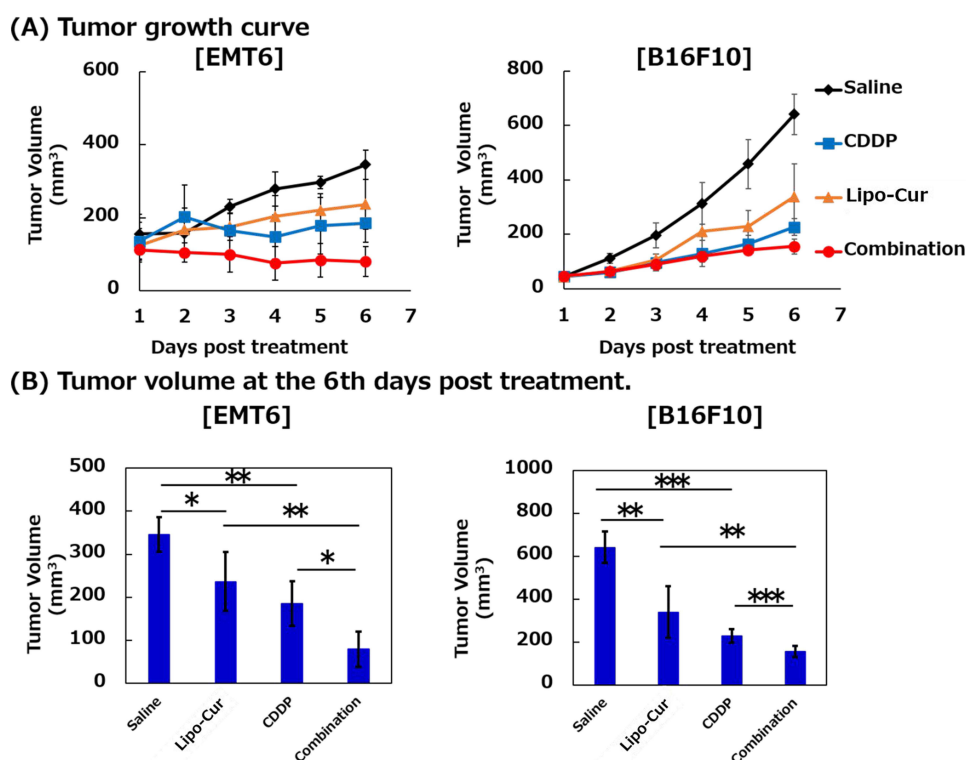 (A) Tumor growth curve
[EMT6]
600
400
200
0
Tumor Volume
(mm³)
1 2 3 4 5 6 7
Days post treatment
[B16F10]
800
600
400
200
0
Tumor Volume
(mm³)
1 2 3 4 5 6 7
Days post treatment
Saline
CDDP
Lipo-Cur
Combination
(B) Tumor volume at the 6th days post treatment.
[EMT6]
500
400
300
200
100
0
Tumor Volume
(mm³)
**
*
**
*
Saline
Lipo-Cur
CDDP
Combination
[B16F10]
1000
800
600
400
200
0
Tumor Volume
(mm³)
***
**
**
***
Saline
Lipo-Cur
CDDP
Combination